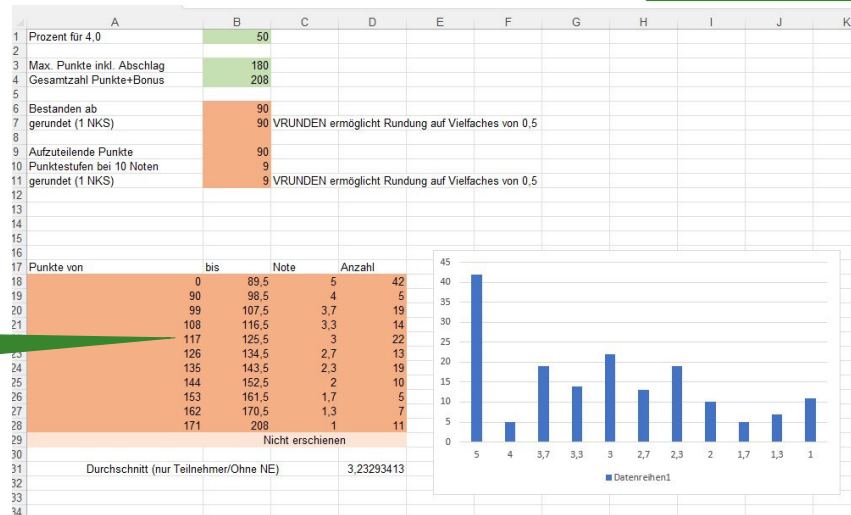 A B C D E F G H I J K
1 Prozent für 4,0 50
2
3 Max. Punkte inkl. Abschlag 180
4 Gesamtzahl Punkte+Bonus 208
5
6 Bestanden ab 90
7 gerundet (1 NKS) 90 VRUNDEN ermöglicht Rundung auf Vielfaches von 0,5
8
9 Aufzuteilende Punkte 90
10 Punktestufen bei 10 Noten 9
11 gerundet (1 NKS) 9 VRUNDEN ermöglicht Rundung auf Vielfaches von 0,5
12
13
14
15
16
17 Punkte von bis Note Anzahl
18 0 89,5 5 42
19 90 98,5 4 5
20 99 107,5 3,7 19
21 108 116,5 3,3 14
117 125,5 3 22
23 126 134,5 2,7 13
24 135 143,5 2,3 19
25 144 152,5 2 10
26 153 161,5 1,7 5
27 162 170,5 1,3 7
28 171 208 1 11
29 Nicht erschienen
30
31 Durchschnitt (nur Teilnehmer/Ohne NE) 3,23293413
32
33
34
45
40
35
30
25
20
15
10
5
0
5 4 3,7 3,3 3 2,7 2,3 2 1,7 1,3 1
Datenreihen1